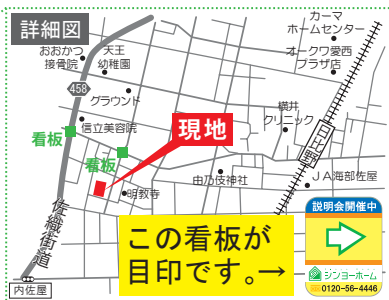 詳細図
カーマ
ホームセンター
おおかつ
接骨院
天王
幼稚園
オークワ愛西
プラザ店
458
グラウンド
横井
クリニック
信立美容院
現地
看板
看板
日比野
由乃伎神社
JA海部佐屋
明教寺
佐織街道
説明会開催中
この看板が
目印です。→
シンヨーホーム
0120-56-4446
内佐屋